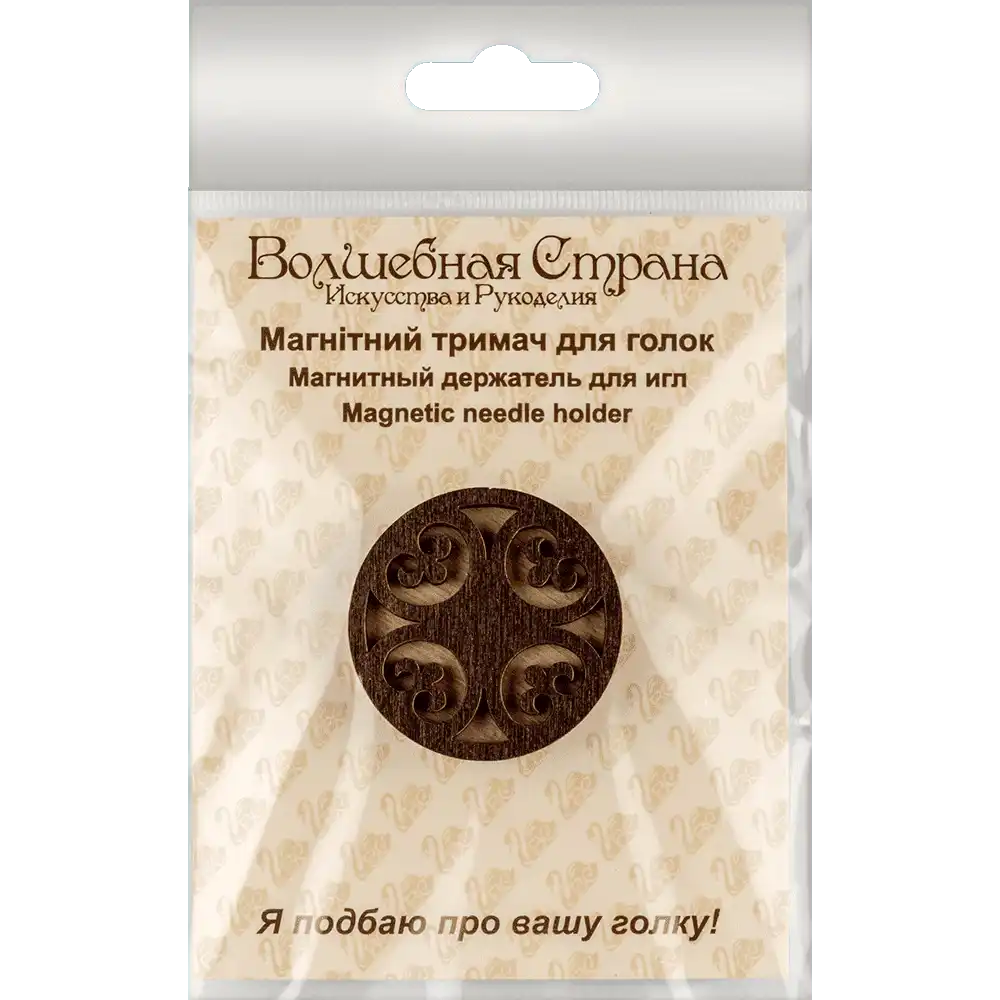 Волшебная Страна
Искусства и Рукоделия
Магнітний тримач для голок
Магнитный держатель для игл
Magnetic needle holder
Я подбаю про вашу голку!